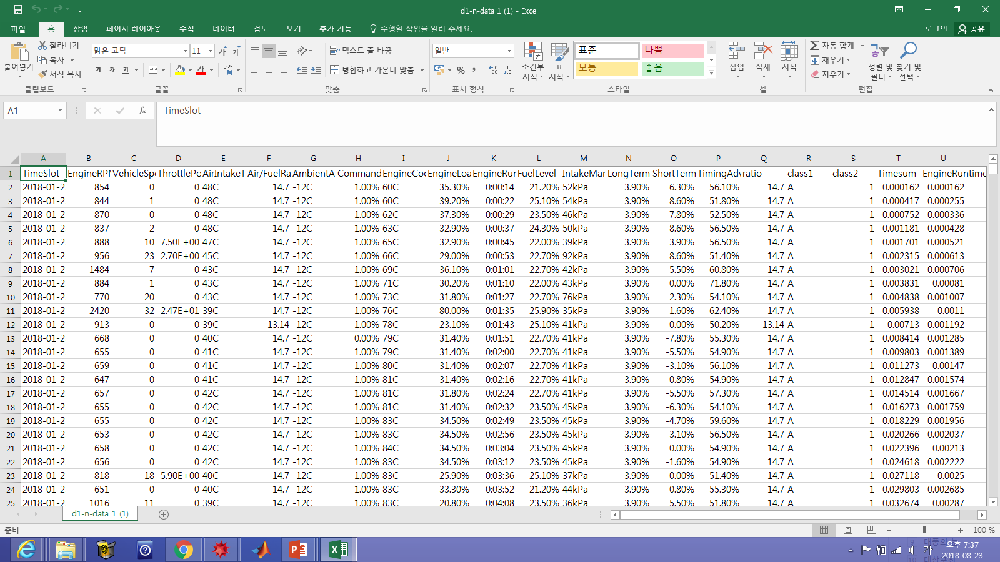 d1-n-data 1 (1) - Excel
파일 홈 삽입 페이지 레이아웃 수식 데이터 검토 보기 추가 기능 수행할 작업을 알려 주세요. 로그인 공유
붙여넣기 잘라내기 복사 서식 복사 클립보드
맑은 고딕 11 가 가 가 가 가 가 내천 글꼴
텍스트 줄 바꿈 병합하고 가운데 맞춤 맞춤
일반 % 표시 형식
조건부 서식 표 서식 표준 나쁨 보통 좋음 스타일
삽입 삭제 서식 셀
자동 합계 채우기 지우기 정렬 및 필터 찾기 및 선택 편집
A1 fx TimeSlot
A B C D E F G H I J K L M N O P Q R S T U
1 TimeSlot EngineRPM VehicleSpe ThrottlePo AirIntakeT Air/FuelRa AmbientA Command EngineCoo EngineLoa EngineRun FuelLevel IntakeMar LongTerm ShortTerm TimingAdv ratio class1 class2 Timesum EngineRuntime
2 2018-01-2 854 0 0 48C 14.7 -12C 1.00% 60C 35.30% 0:00:14 21.20% 52kPa 3.90% 6.30% 56.10% 14.7 A 1 0.000162 0.000162
3 2018-01-2 844 1 0 48C 14.7 -12C 1.00% 60C 39.20% 0:00:22 25.10% 54kPa 3.90% 8.60% 51.80% 14.7 A 1 0.000417 0.000255
4 2018-01-2 870 0 0 48C 14.7 -12C 1.00% 62C 37.30% 0:00:29 23.50% 46kPa 3.90% 7.80% 52.50% 14.7 A 1 0.000752 0.000336
5 2018-01-2 837 2 0 48C 14.7 -12C 1.00% 63C 32.90% 0:00:37 24.30% 50kPa 3.90% 8.60% 56.50% 14.7 A 1 0.001181 0.000428
6 2018-01-2 888 10 7.50E+00 47C 14.7 -12C 1.00% 65C 32.90% 0:00:45 22.00% 39kPa 3.90% 3.90% 56.50% 14.7 A 1 0.001701 0.000521
7 2018-01-2 956 23 2.70E+00 45C 14.7 -12C 1.00% 66C 29.00% 0:00:53 22.70% 92kPa 3.90% 8.60% 51.40% 14.7 A 1 0.002315 0.000613
8 2018-01-2 1484 7 0 43C 14.7 -12C 1.00% 69C 36.10% 0:01:01 22.70% 42kPa 3.90% 5.50% 60.80% 14.7 A 1 0.003021 0.000706
9 2018-01-2 884 1 0 43C 14.7 -12C 1.00% 71C 30.20% 0:01:10 22.00% 43kPa 3.90% 0.00% 71.80% 14.7 A 1 0.003831 0.00081
10 2018-01-2 770 20 0 43C 14.7 -12C 1.00% 73C 31.80% 0:01:27 22.70% 76kPa 3.90% 2.30% 54.10% 14.7 A 1 0.004838 0.001007
11 2018-01-2 2420 32 2.47E+01 39C 14.7 -12C 1.00% 76C 80.00% 0:01:35 25.90% 35kPa 3.90% 1.60% 62.40% 14.7 A 1 0.005938 0.0011
12 2018-01-2 913 0 0 39C 13.14 -12C 1.00% 78C 23.10% 0:01:43 25.10% 41kPa 3.90% 0.00% 50.20% 13.14 A 1 0.00713 0.001192
13 2018-01-2 668 0 0 40C 14.7 -12C 0.00% 79C 31.40% 0:01:51 22.70% 41kPa 3.90% -7.80% 55.30% 14.7 A 1 0.008414 0.001285
14 2018-01-2 655 0 0 41C 14.7 -12C 1.00% 79C 31.40% 0:02:00 22.70% 41kPa 3.90% -5.50% 54.90% 14.7 A 1 0.009803 0.001389
15 2018-01-2 659 0 0 41C 14.7 -12C 1.00% 80C 31.40% 0:02:07 22.70% 41kPa 3.90% -3.10% 56.10% 14.7 A 1 0.011273 0.00147
16 2018-01-2 647 0 0 41C 14.7 -12C 1.00% 81C 31.40% 0:02:16 22.70% 41kPa 3.90% -0.80% 54.90% 14.7 A 1 0.012847 0.001574
17 2018-01-2 657 0 0 41C 14.7 -12C 1.00% 81C 31.80% 0:02:24 22.70% 41kPa 3.90% -5.50% 57.30% 14.7 A 1 0.014514 0.001667
18 2018-01-2 655 0 0 42C 14.7 -12C 1.00% 81C 31.40% 0:02:32 23.50% 45kPa 3.90% -6.30% 54.10% 14.7 A 1 0.016273 0.001759
19 2018-01-2 655 0 0 42C 14.7 -12C 1.00% 83C 34.50% 0:02:49 23.50% 45kPa 3.90% -4.70% 59.60% 14.7 A 1 0.018229 0.001956
20 2018-01-2 653 0 0 42C 14.7 -12C 1.00% 83C 34.50% 0:02:56 23.50% 45kPa 3.90% -3.10% 56.50% 14.7 A 1 0.020266 0.002037
21 2018-01-2 658 0 0 42C 14.7 -12C 1.00% 84C 34.50% 0:03:04 23.50% 45kPa 3.90% 0.00% 54.90% 14.7 A 1 0.022396 0.00213
22 2018-01-2 656 0 0 42C 14.7 -12C 1.00% 83C 34.50% 0:03:12 23.50% 45kPa 3.90% -1.60% 54.90% 14.7 A 1 0.024618 0.002222
23 2018-01-2 818 18 5.90E+00 40C 14.7 -12C 1.00% 83C 25.90% 0:03:36 25.10% 37kPa 3.90% 0.00% 51.40% 14.7 A 1 0.027118 0.0025
24 2018-01-2 651 0 0 40C 14.7 -12C 1.00% 83C 33.30% 0:03:52 21.20% 44kPa 3.90% 0.80% 55.30% 14.7 A 1 0.029803 0.002685
25 2018-01-2 1016 11 0 39C 14.7 -12C 1.00% 83C 20.80% 0:04:08 23.50% 36kPa 3.90% 5.50% 51.80% 14.7 A 1 0.032674 0.00287
d1-n-data 1 (1)
준비 100 %
가 오후 7:37
2018-08-23